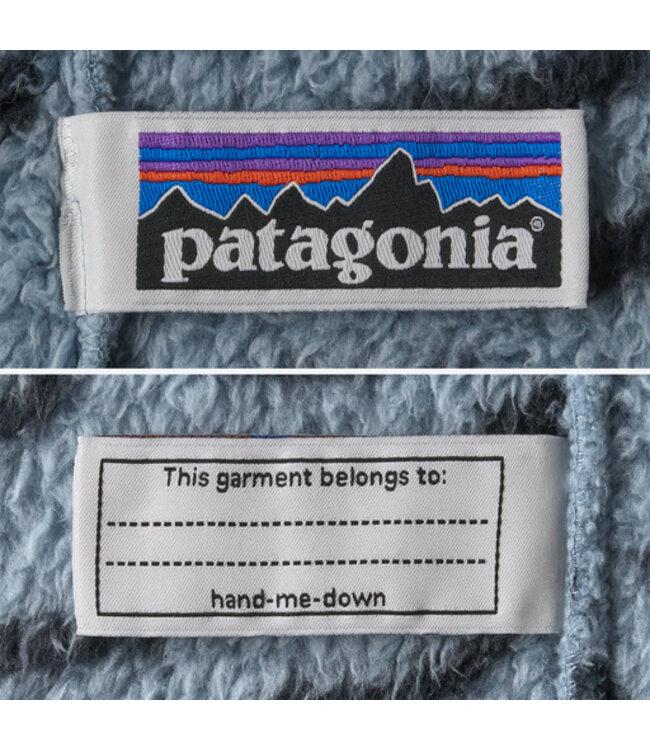 patagonia®
This garment belongs to:
hand-me-down